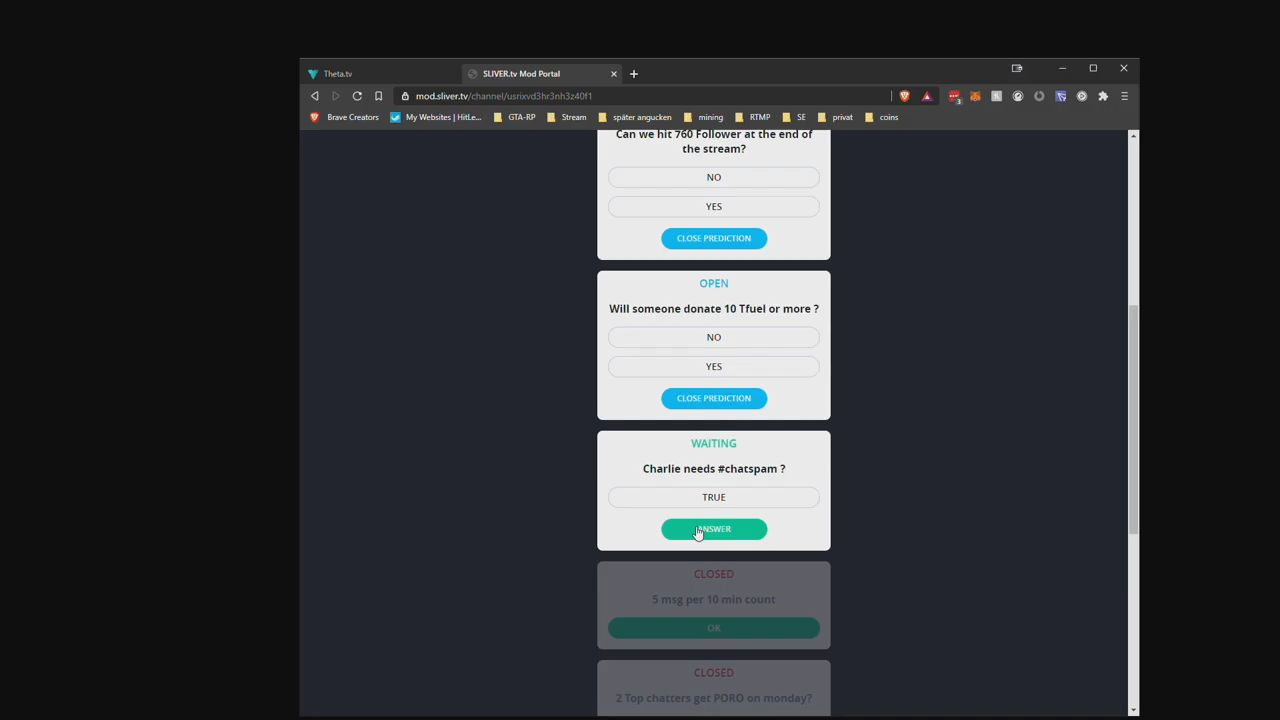 Theta.tv
SLIVER.tv Mod Portal
mod.sliver.tv/channel/usrixvd3hr3nh3z40f1
3
Brave Creators
My Websites | HitLe...
GTA-RP
Stream
später angucken
mining
RTMP
SE
privat
coins
Can we hit 760 Follower at the end of
the stream?
NO
YES
CLOSE PREDICTION
OPEN
Will someone donate 10 Tfuel or more ?
NO
YES
CLOSE PREDICTION
WAITING
Charlie needs #chatspam ?
TRUE
ANSWER
CLOSED
5 msg per 10 min count
OK
CLOSED
2 Top chatters get PORO on monday?